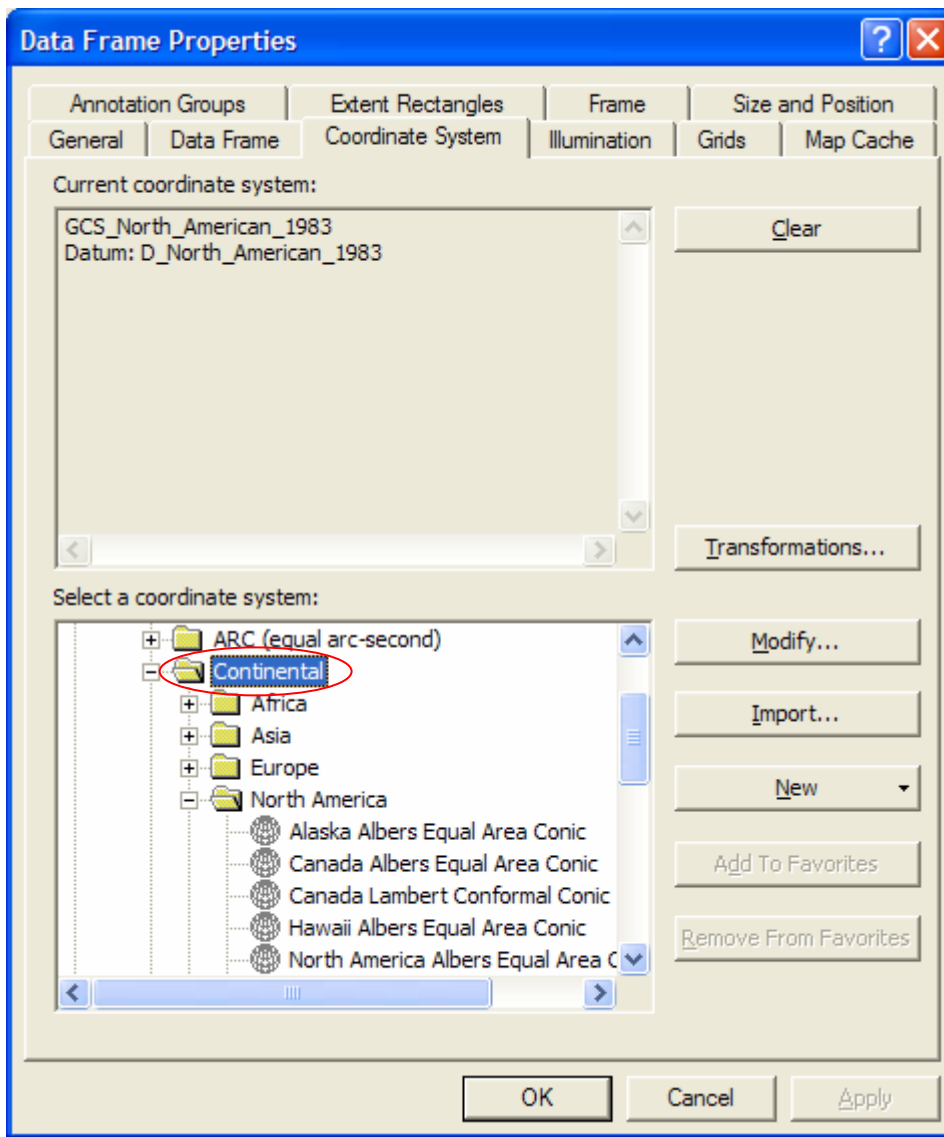 Data Frame Properties
Annotation Groups Extent Rectangles Frame Size and Position
General Data Frame Coordinate System Illumination Grids Map Cache
Current coordinate system:
GCS_North_American_1983
Datum: D_North_American_1983
Clear
Transformations...
Select a coordinate system:
ARC (equal arc-second)
Continental
Africa
Asia
Europe
North America
Alaska Albers Equal Area Conic
Canada Albers Equal Area Conic
Canada Lambert Conformal Conic
Hawaii Albers Equal Area Conic
North America Albers Equal Area C
Modify...
Import...
New
Add To Favorites
Remove From Favorites
OK Cancel Apply